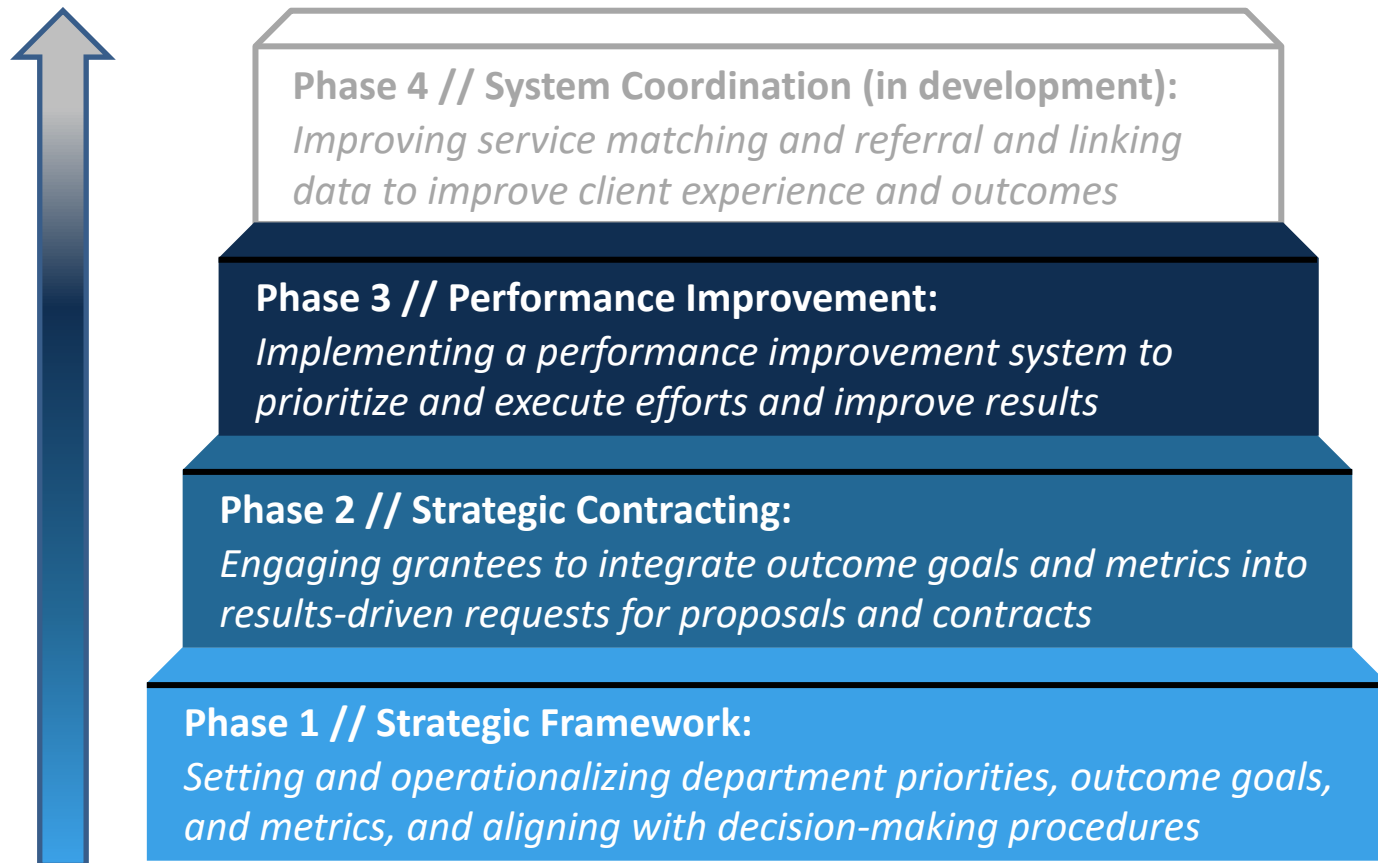 Phase 4 // System Coordination (in development):
Improving service matching and referral and linking
data to improve client experience and outcomes
Phase 3 // Performance Improvement:
Implementing a performance improvement system to
prioritize and execute efforts and improve results
Phase 2 // Strategic Contracting:
Engaging grantees to integrate outcome goals and metrics into
results-driven requests for proposals and contracts
Phase 1 // Strategic Framework:
Setting and operationalizing department priorities, outcome goals,
and metrics, and aligning with decision-making procedures